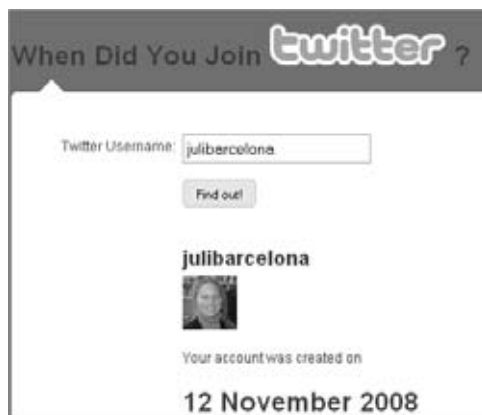 When Did You Join twitter ?
Twitter Username: julibarcelona
Find out!
julibarcelona
Your account was created on
12 November 2008